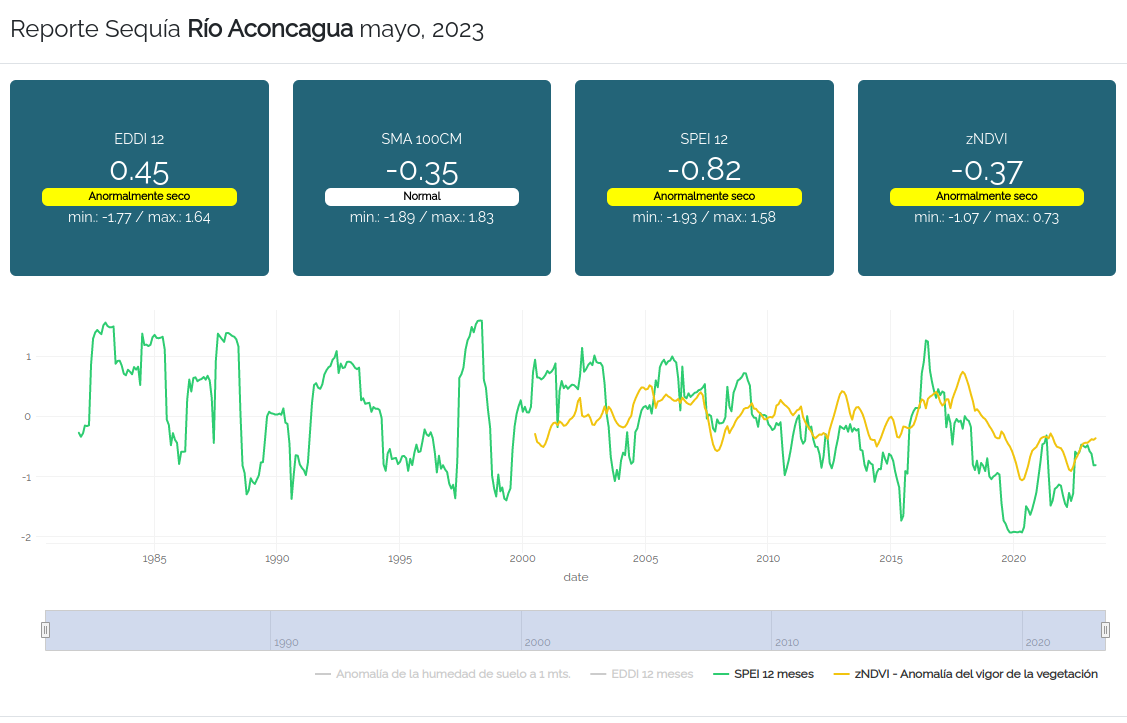 Reporte Sequía Río Aconcagua mayo, 2023
EDDI 12
0.45
Anormalmente seco
min.: -1.77 / max.: 1.64
SMA 100CM
-0.35
Normal
min.: -1.89 / max.: 1.83
SPEI 12
-0.82
Anormalmente seco
min.: -1.93 / max.: 1.58
zNDVI
-0.37
Anormalmente seco
min.: -1.07 / max.: 0.73
1
0
-1
-2
1985 1990 1995 2000 2005 2010 2015 2020
date
1990 2000 2010 2020
Anomalía de la humedad de suelo a 1 mts. EDDI 12 meses SPEI 12 meses zNDVI - Anomalía del vigor de la vegetación